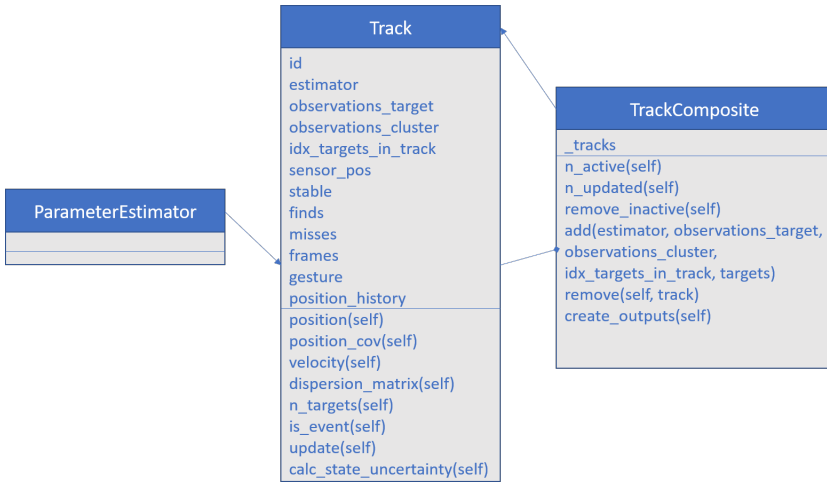 Track
id
estimator
observations_target
observations_cluster
idx_targets_in_track
sensor_pos
stable
finds
misses
frames
gesture
position_history
position(self)
position_cov(self)
velocity(self)
dispersion_matrix(self)
n_targets(self)
is_event(self)
update(self)
calc_state_uncertainty(self)
ParameterEstimator
TrackComposite
_tracks
n_active(self)
n_updated(self)
remove_inactive(self)
add(estimator, observations_target,
observations_cluster,
idx_targets_in_track, targets)
remove(self, track)
create_outputs(self)